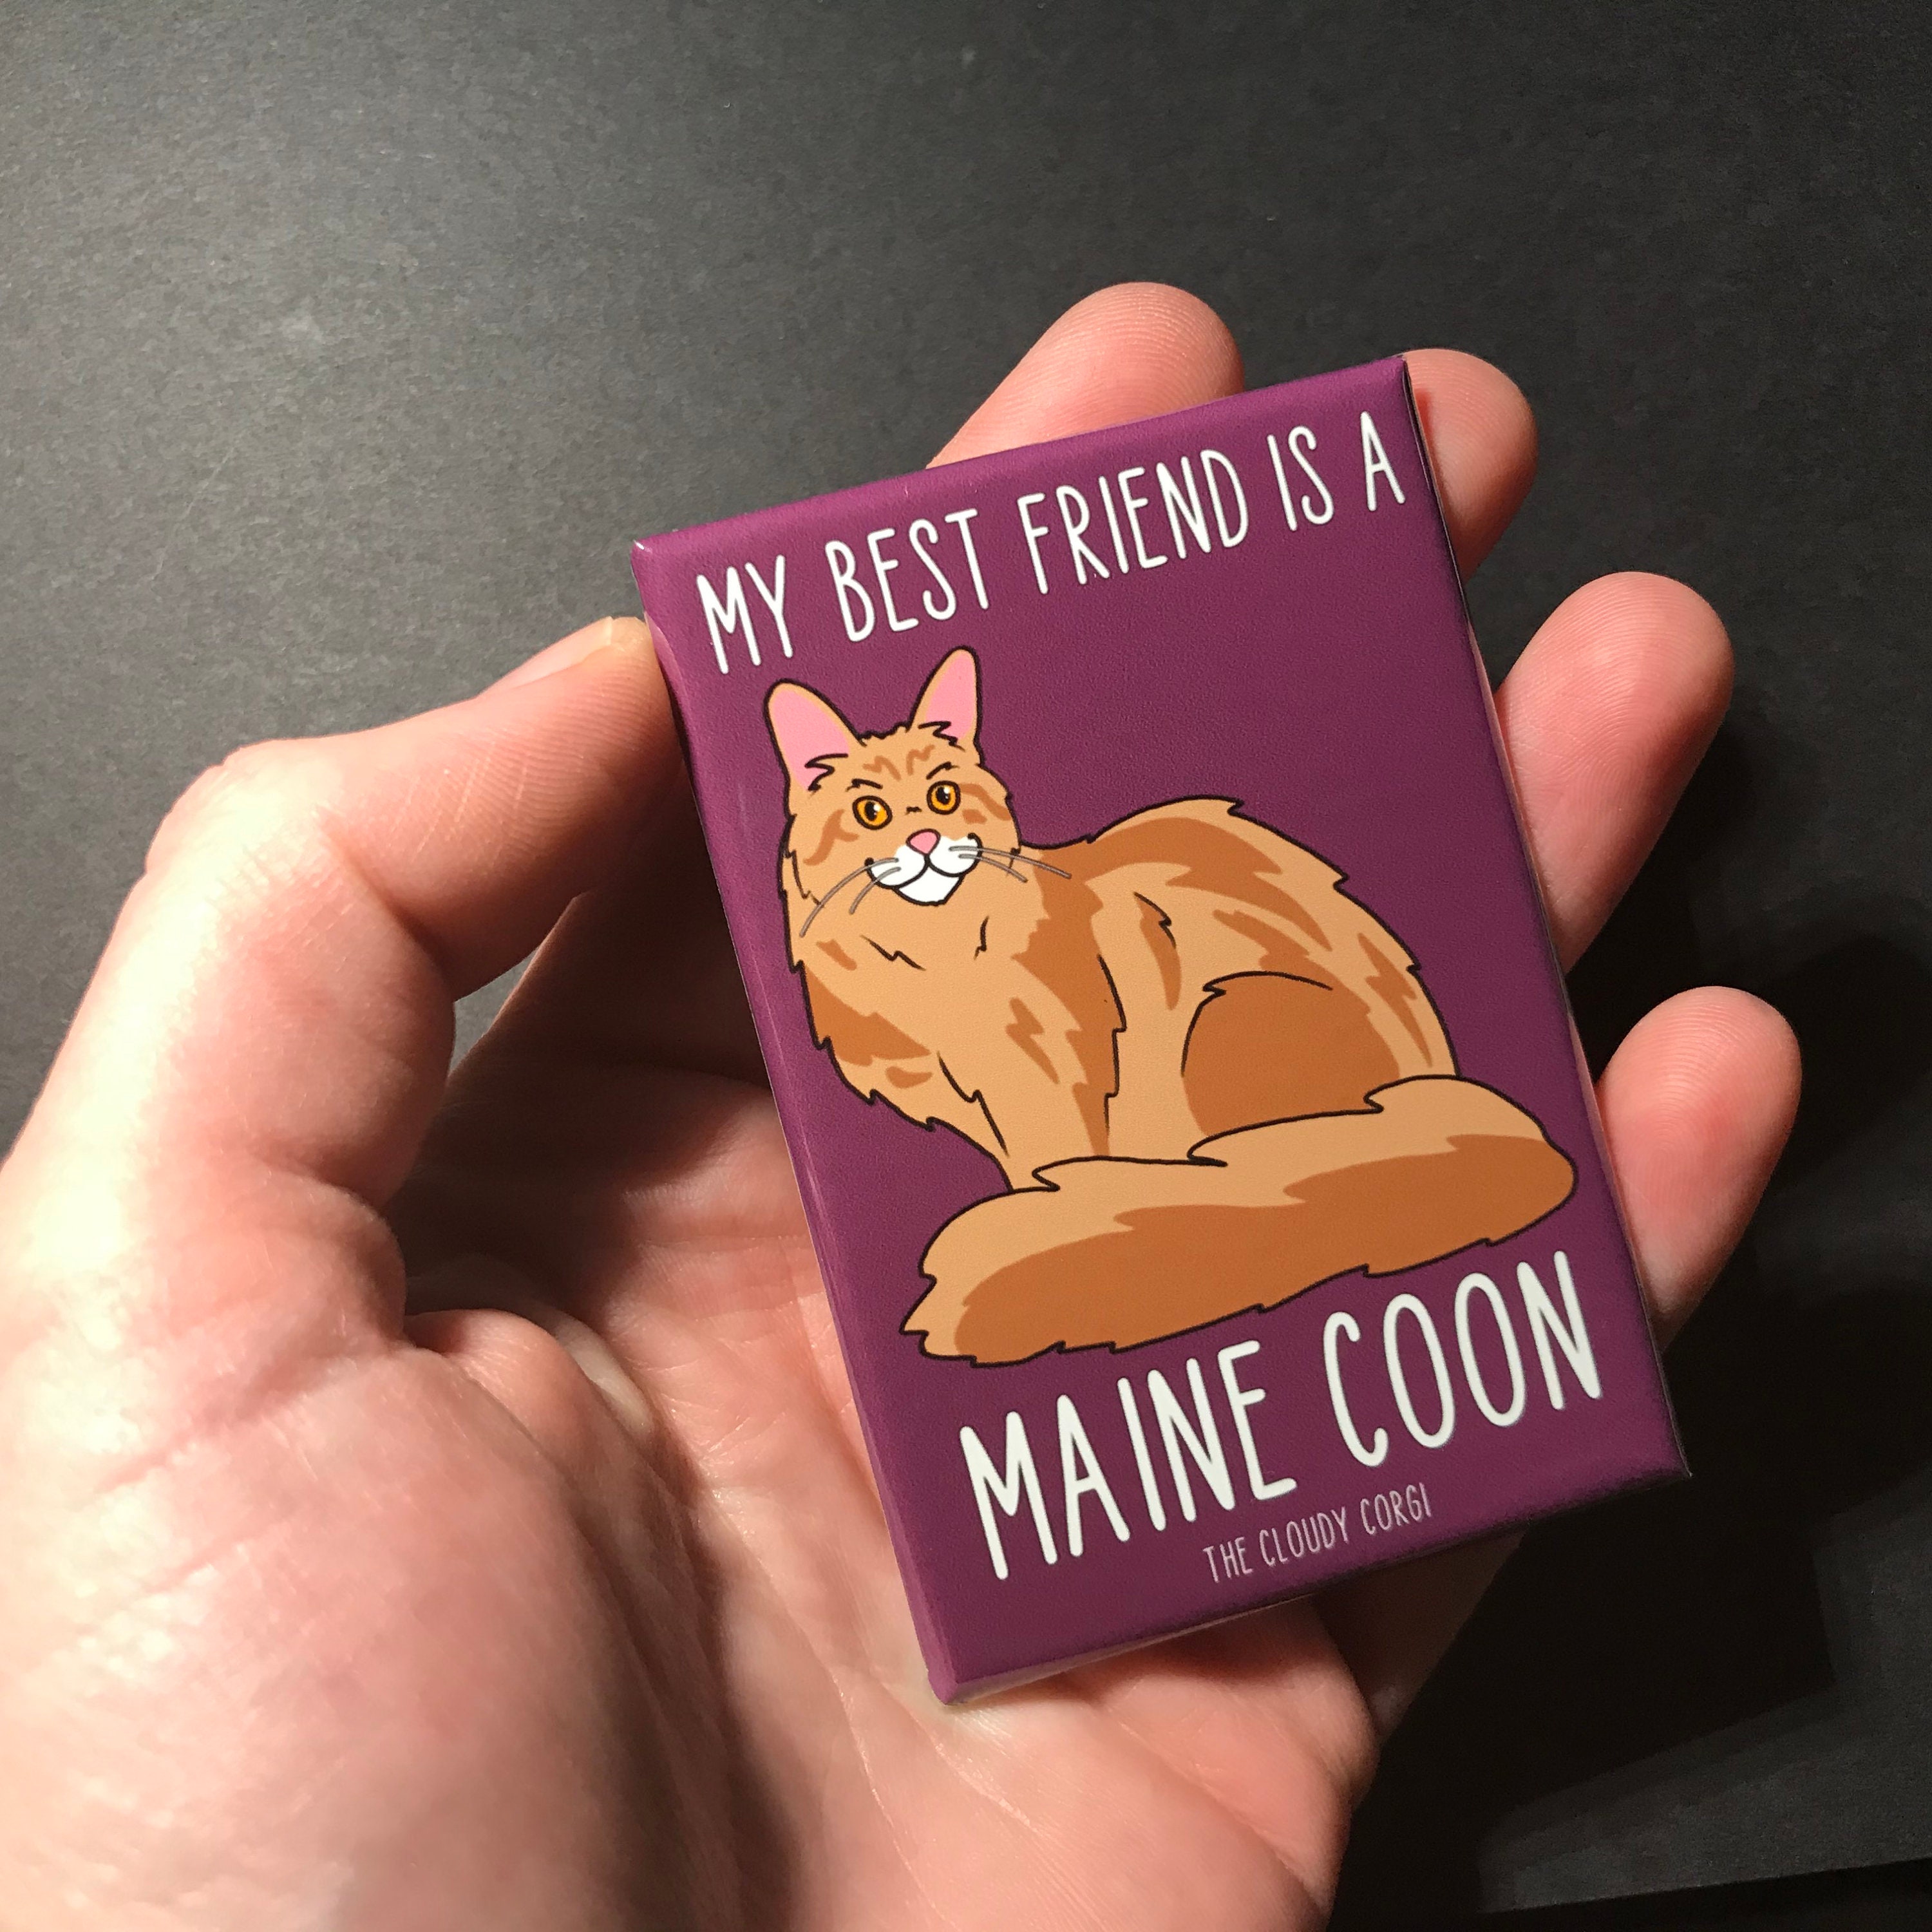 MY BEST FRIEND IS A
MAINE COON
THE CLOUDY CORGI